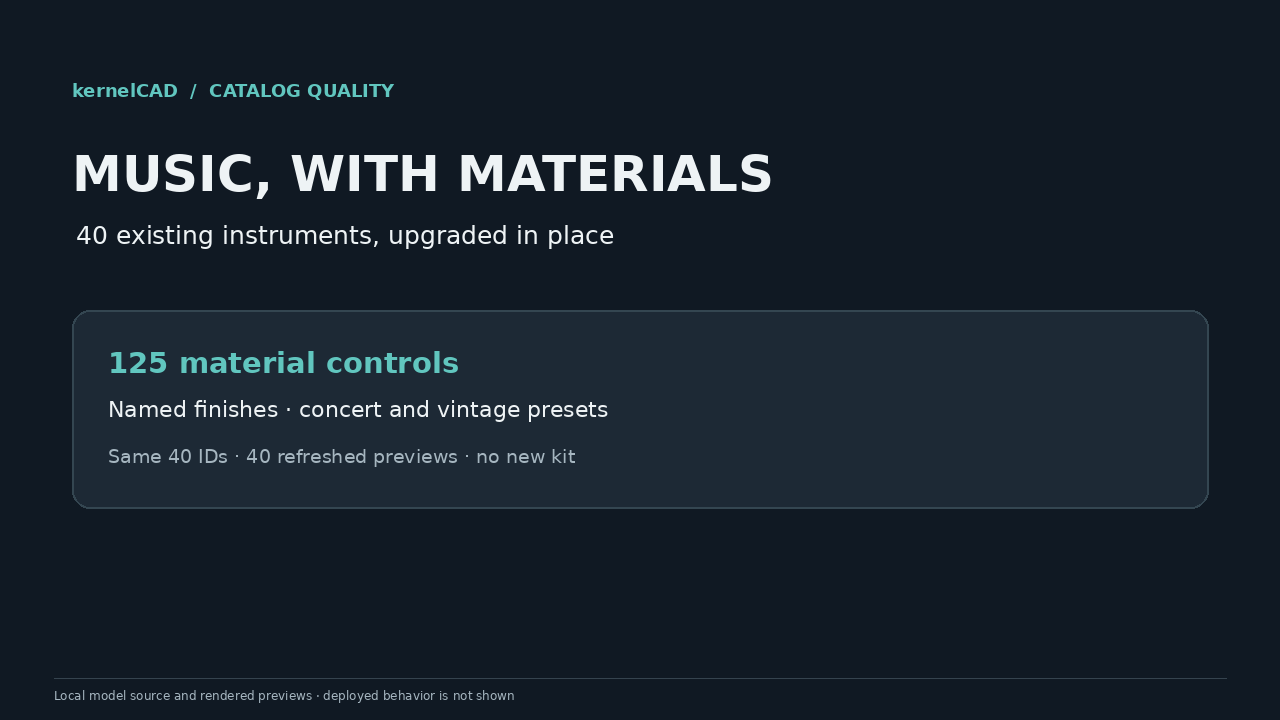 kernelCAD / CATALOG QUALITY
MUSIC, WITH MATERIALS
40 existing instruments, upgraded in place
125 material controls
Named finishes · concert and vintage presets
Same 40 IDs · 40 refreshed previews · no new kit
Local model source and rendered previews · deployed behavior is not shown